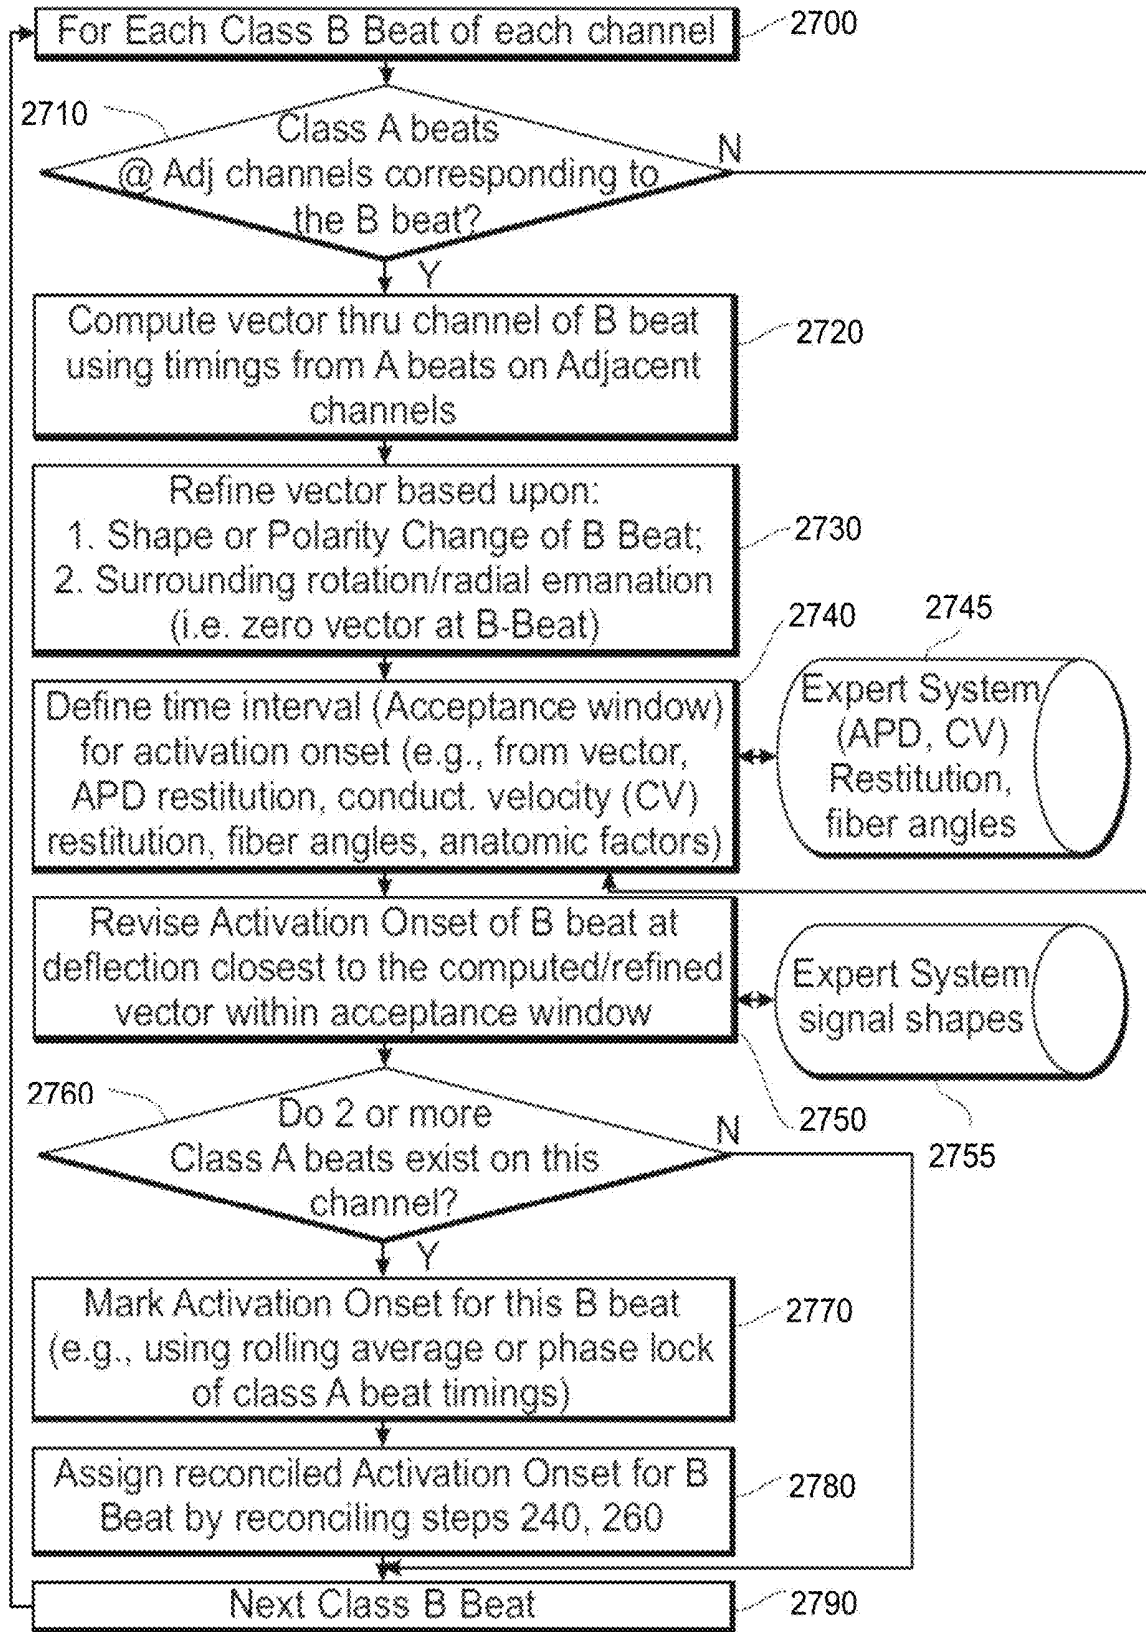 For Each Class B Beat of each channel
2700
2710
Class A beats
@ Adj channels corresponding to
the B beat?
N
Y
Compute vector thru channel of B beat
using timings from A beats on Adjacent
channels
2720
Refine vector based upon:
1. Shape or Polarity Change of B Beat;
2. Surrounding rotation/radial emanation
(i.e. zero vector at B-Beat)
2730
2740
2745
Define time interval (Acceptance window)
for activation onset (e.g., from vector,
APD restitution, conduct. velocity (CV)
restitution, fiber angles, anatomic factors)
Expert System
(APD, CV)
Restitution,
fiber angles
Revise Activation Onset of B beat at
deflection closest to the computed/refined
vector within acceptance window
Expert System
signal shapes
2750
2755
2760
Do 2 or more
Class A beats exist on this
channel?
N
Y
Mark Activation Onset for this B beat
(e.g., using rolling average or phase lock
of class A beat timings)
2770
Assign reconciled Activation Onset for B
Beat by reconciling steps 240, 260
2780
Next Class B Beat
2790